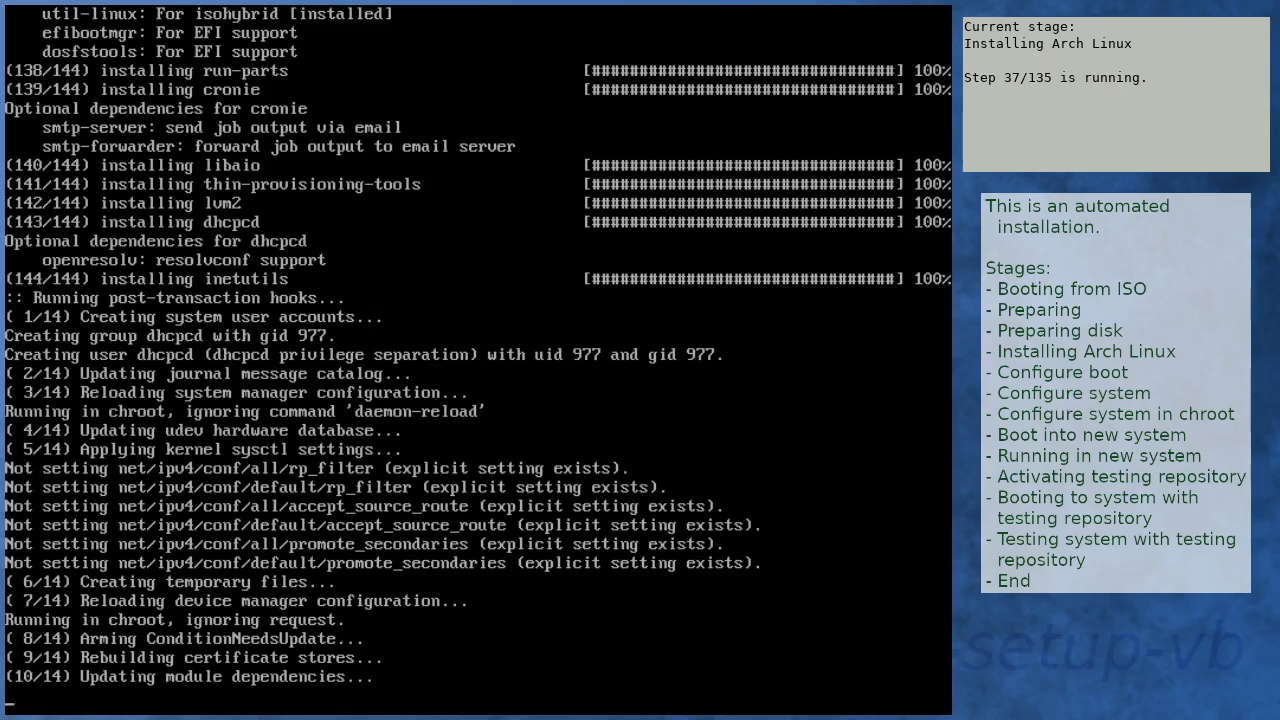 util-linux: For isohybrid [installed]
    efibootmgr: For EFI support
    dosfstools: For EFI support
(138/144) installing run-parts [################################] 100%
(139/144) installing cronie [################################] 100%
Optional dependencies for cronie
    smtp-server: send job output via email
    smtp-forwarder: forward job output to email server
(140/144) installing libaio [################################] 100%
(141/144) installing thin-provisioning-tools [################################] 100%
(142/144) installing lvm2 [################################] 100%
(143/144) installing dhcpcd [################################] 100%
Optional dependencies for dhcpcd
    openresolv: resolvconf support
(144/144) installing inetutils [################################] 100%
:: Running post-transaction hooks...
( 1/14) Creating system user accounts...
Creating group dhcpcd with gid 977.
Creating user dhcpcd (dhcpcd privilege separation) with uid 977 and gid 977.
( 2/14) Updating journal message catalog...
( 3/14) Reloading system manager configuration...
Running in chroot, ignoring command 'daemon-reload'
( 4/14) Updating udev hardware database...
( 5/14) Applying kernel sysctl settings...
Not setting net/ipv4/conf/all/rp_filter (explicit setting exists).
Not setting net/ipv4/conf/default/rp_filter (explicit setting exists).
Not setting net/ipv4/conf/all/accept_source_route (explicit setting exists).
Not setting net/ipv4/conf/default/accept_source_route (explicit setting exists).
Not setting net/ipv4/conf/all/promote_secondaries (explicit setting exists).
Not setting net/ipv4/conf/default/promote_secondaries (explicit setting exists).
( 6/14) Creating temporary files...
( 7/14) Reloading device manager configuration...
Running in chroot, ignoring request.
( 8/14) Arming ConditionNeedsUpdate...
( 9/14) Rebuilding certificate stores...
(10/14) Updating module dependencies...
_
Current stage:
Installing Arch Linux
Step 37/135 is running.
This is an automated
installation.
Stages:
- Booting from ISO
- Preparing
- Preparing disk
- Installing Arch Linux
- Configure boot
- Configure system
- Configure system in chroot
- Boot into new system
- Running in new system
- Activating testing repository
- Booting to system with
testing repository
- Testing system with testing
repository
- End
-setup-vb